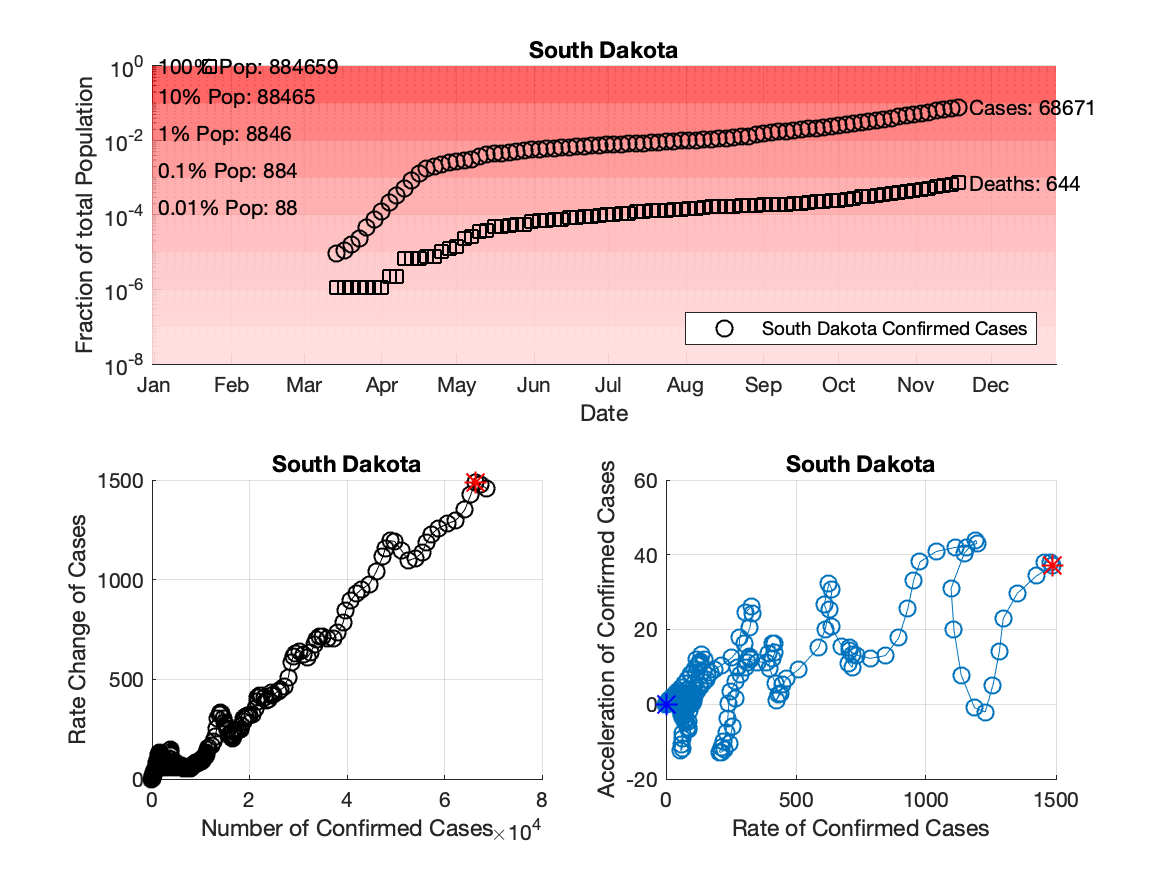 South Dakota
10^0
10^-2
10^-4
10^-6
10^-8
Fraction of total Population
100% Pop: 884659
10% Pop: 88465
1% Pop: 8846
0.1% Pop: 884
0.01% Pop: 88
Cases: 68671
Deaths: 644
South Dakota Confirmed Cases
Jan Feb Mar Apr May Jun Jul Aug Sep Oct Nov Dec
Date
South Dakota
1500
1000
500
0
Rate Change of Cases
0 2 4 6 8
Number of Confirmed Cases ×10^4
South Dakota
60
40
20
0
-20
Acceleration of Confirmed Cases
0 500 1000 1500
Rate of Confirmed Cases